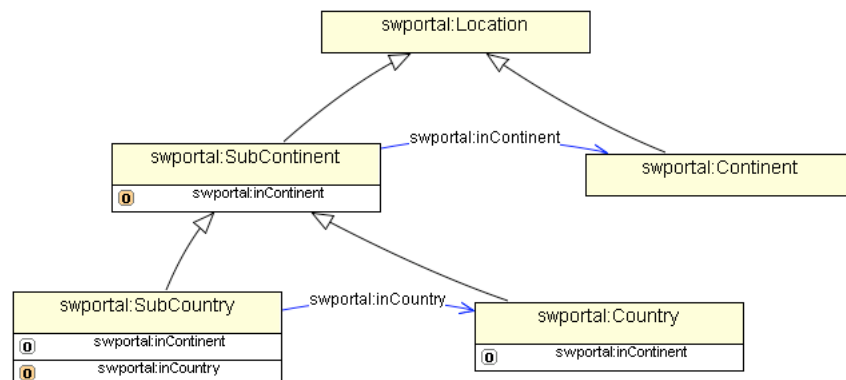 swportal:Location
swportal:inContinent
swportal:SubContinent
swportal:Continent
O swportal:inContinent
swportal:inCountry
swportal:SubCountry
swportal:Country
O swportal:inContinent
O swportal:inContinent
O swportal:inCountry